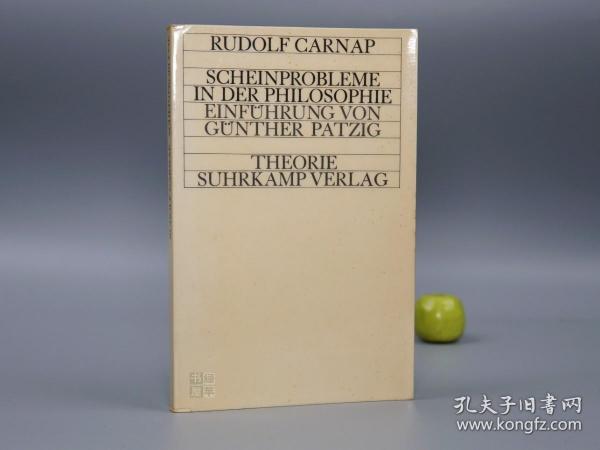 RUDOLF CARNAP
SCHEINPROBLEME
IN DER PHILOSOPHIE
EINFÜHRUNG VON
GÜNTHER PATZIG
THEORIE
SUHRKAMP VERLAG
孔夫子旧书网
www.kongfz.com